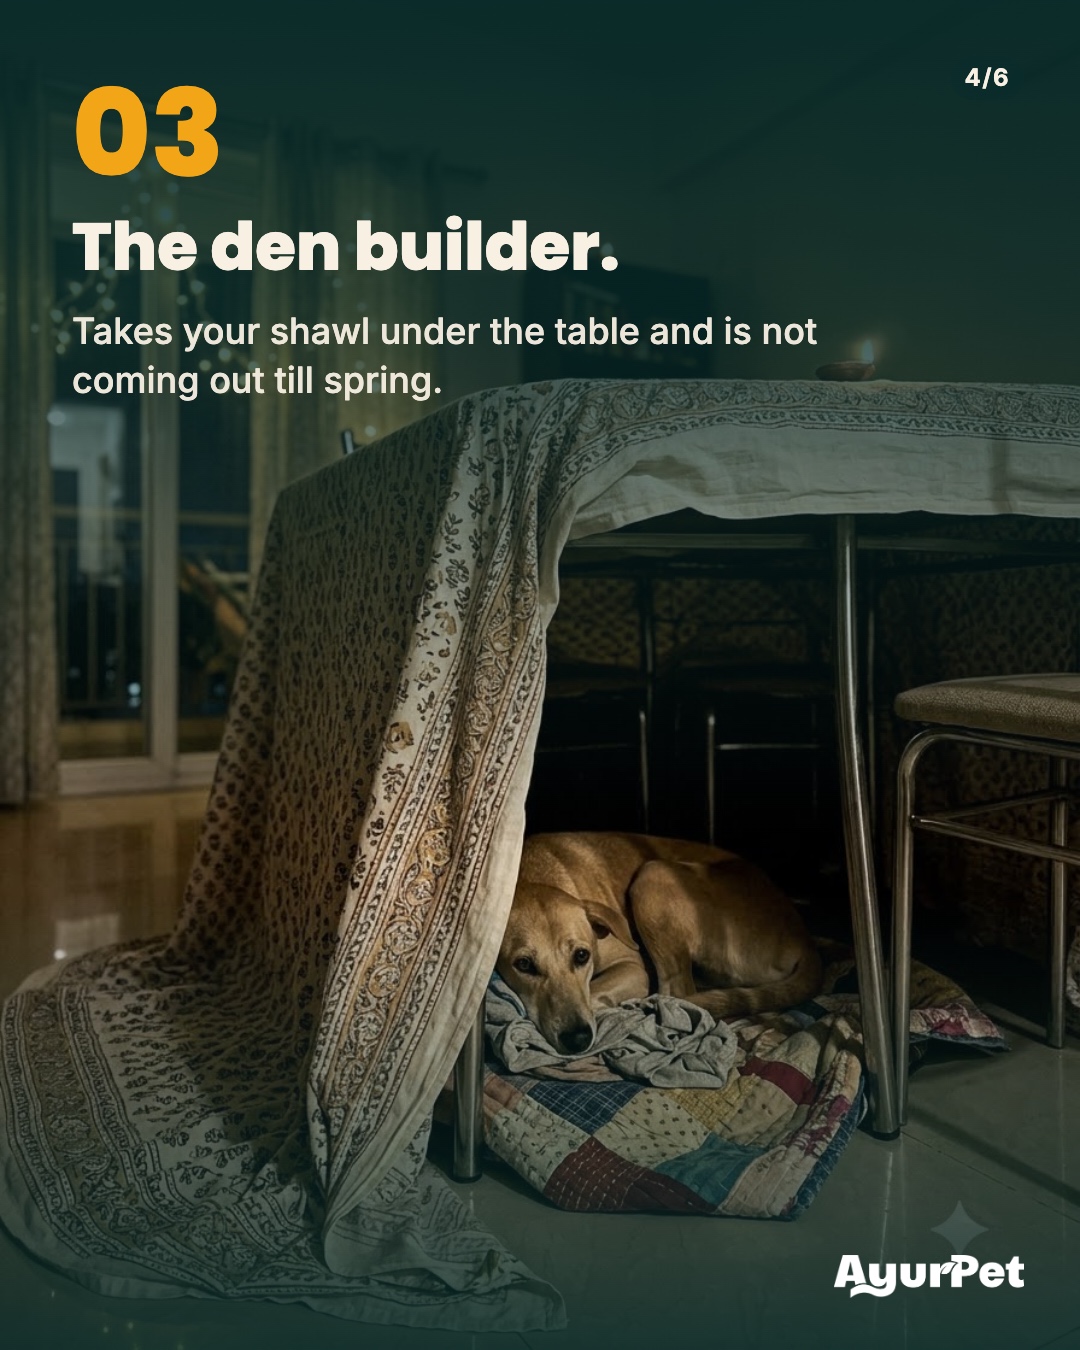 4/6
03
The den builder.
Takes your shawl under the table and is not
coming out till spring.
AyurPet